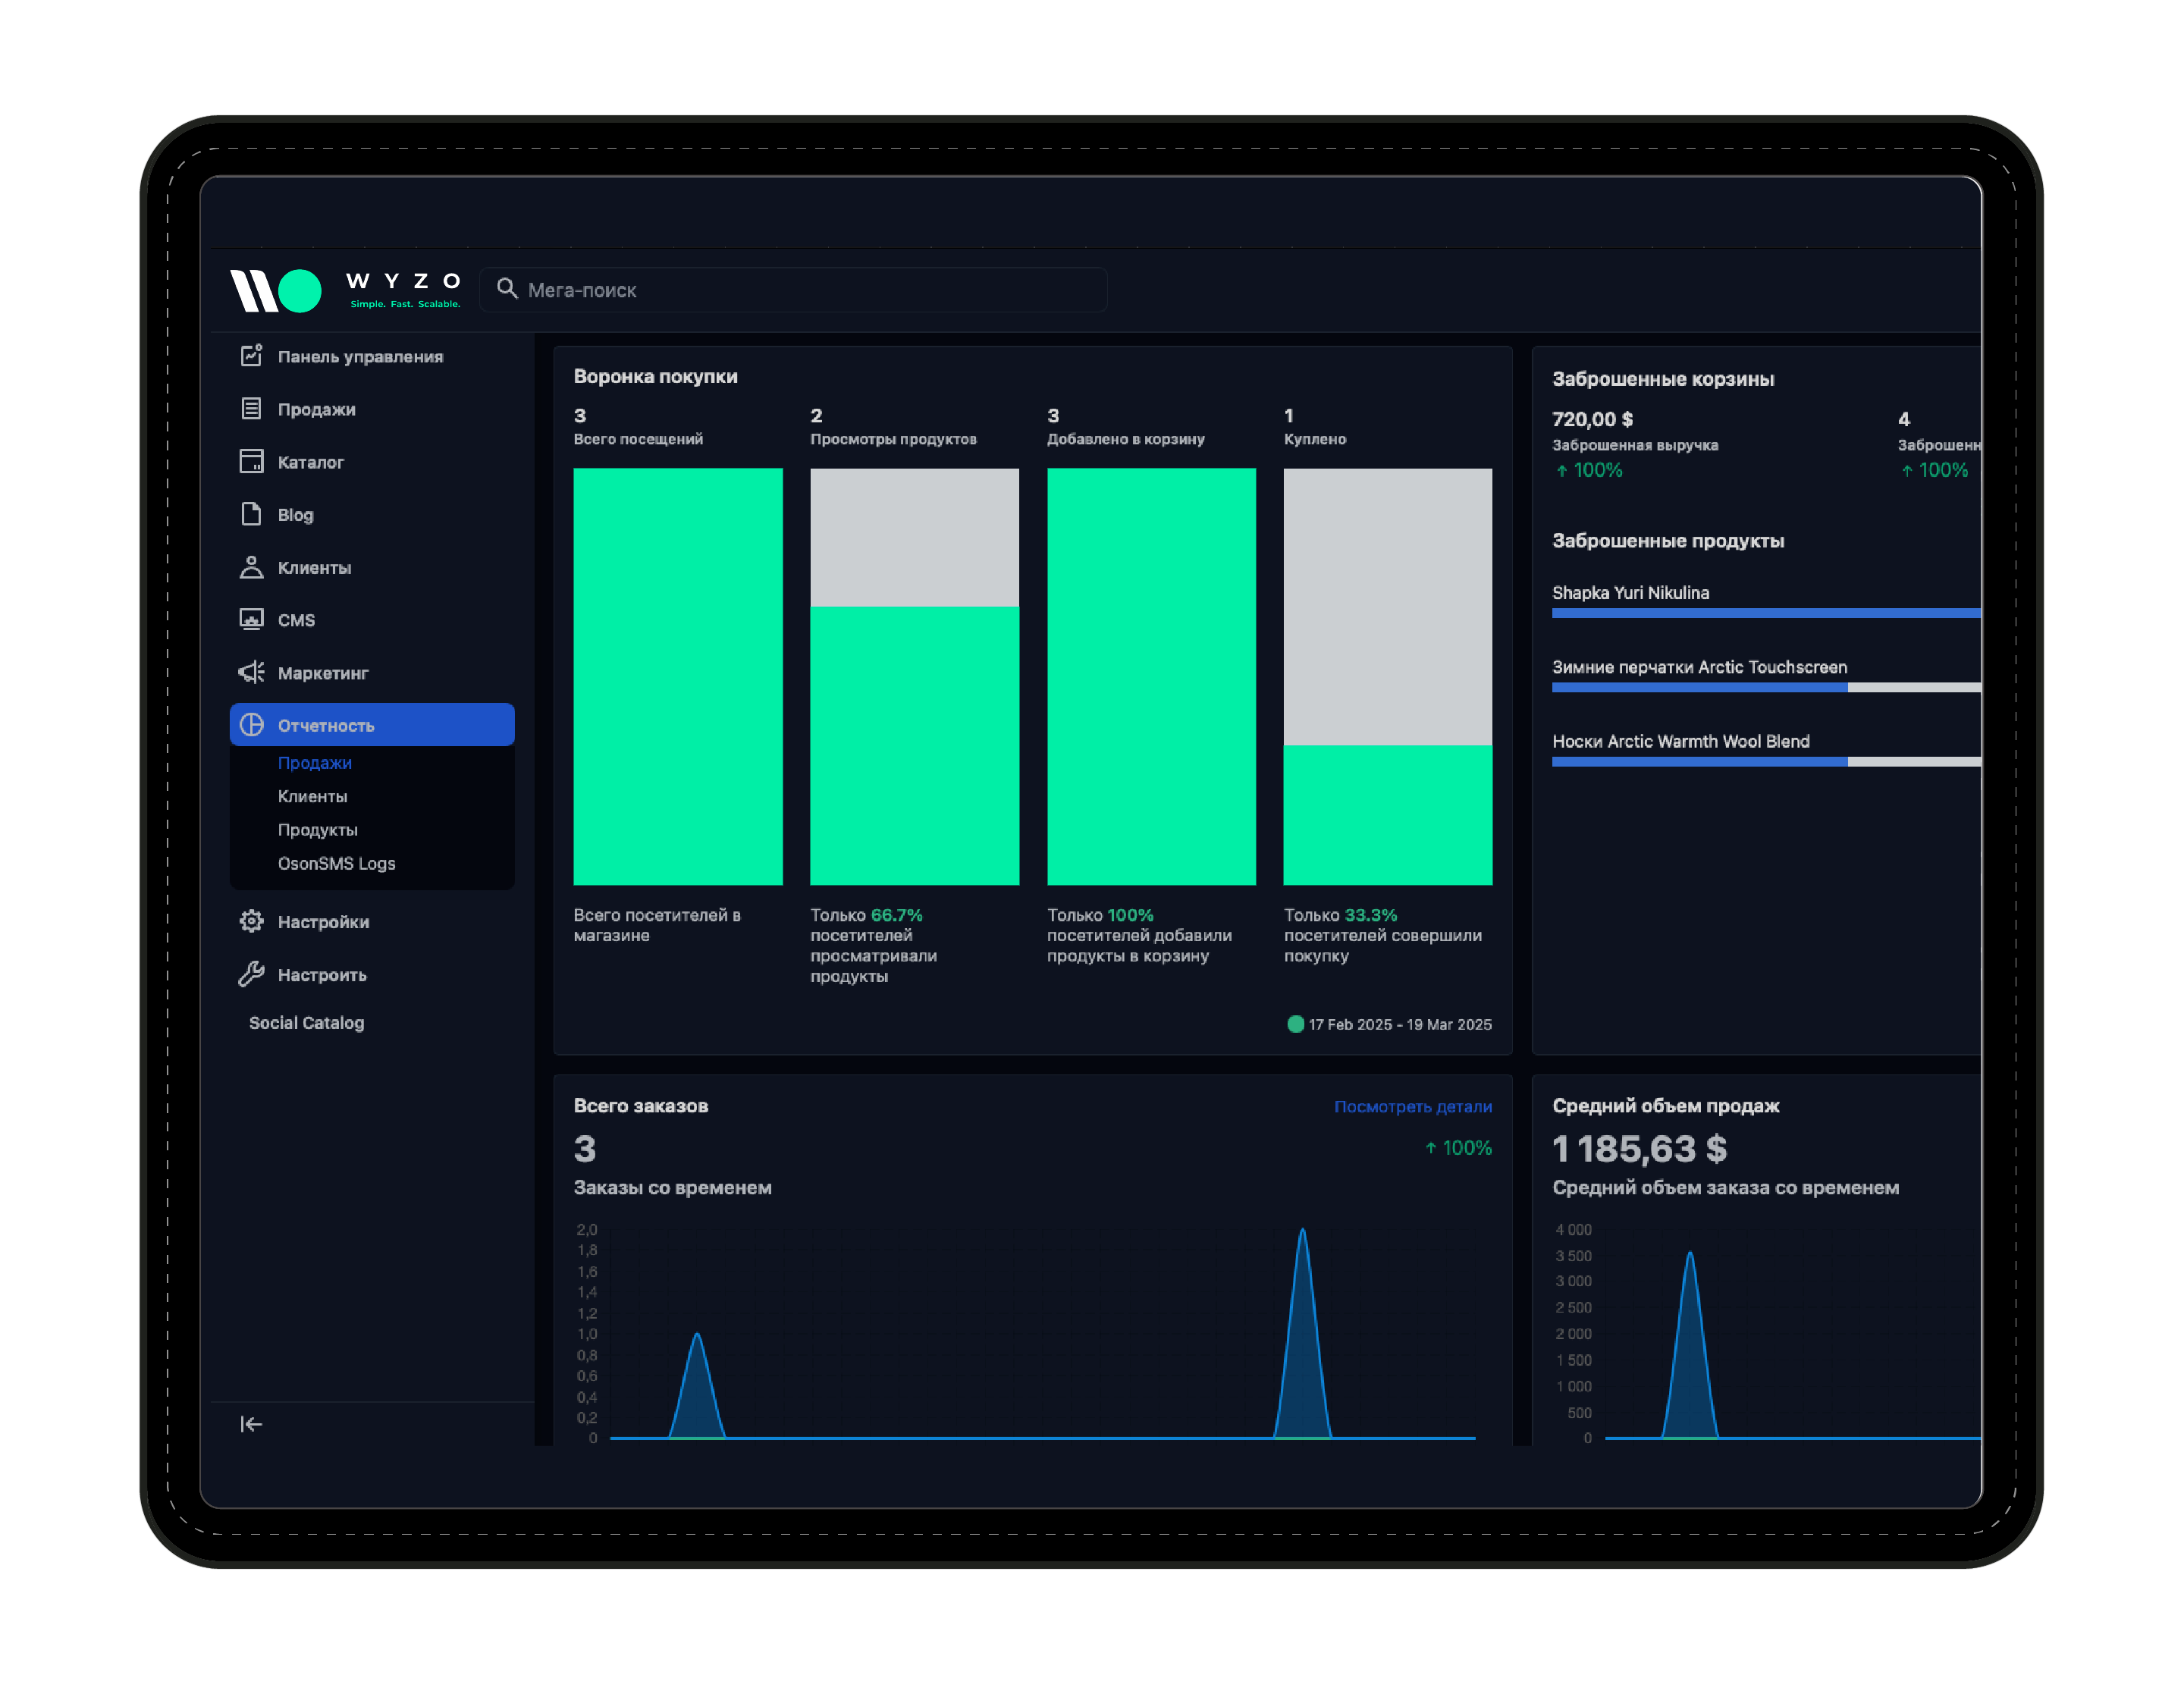 WYZO
Simple. Fast. Scalable.
Мега-поиск
Панель управления
Продажи
Каталог
Blog
Клиенты
CMS
Маркетинг
Отчетность
Продажи
Клиенты
Продукты
OsonSMS Logs
Настройки
Настроить
Social Catalog
Воронка покупки
3
Всего посещений
2
Просмотры продуктов
3
Добавлено в корзину
1
Куплено
Всего посетителей в
магазине
Только 66.7%
посетителей
просматривали
продукты
Только 100%
посетителей добавили
продукты в корзину
Только 33.3%
посетителей совершили
покупку
17 Feb 2025 - 19 Mar 2025
Заброшенные корзины
720,00 $
Заброшенная выручка
↑ 100%
4
Заброшенн
↑ 100%
Заброшенные продукты
Shapka Yuri Nikulina
Зимние перчатки Arctic Touchscreen
Носки Arctic Warmth Wool Blend
Всего заказов
Посмотреть детали
3
↑ 100%
Заказы со временем
2,0
1,8
1,6
1,4
1,2
1,0
0,8
0,6
0,4
0,2
0
Средний объем продаж
1 185,63 $
Средний объем заказа со временем
4 000
3 500
3 000
2 500
2 000
1 500
1 000
500
0